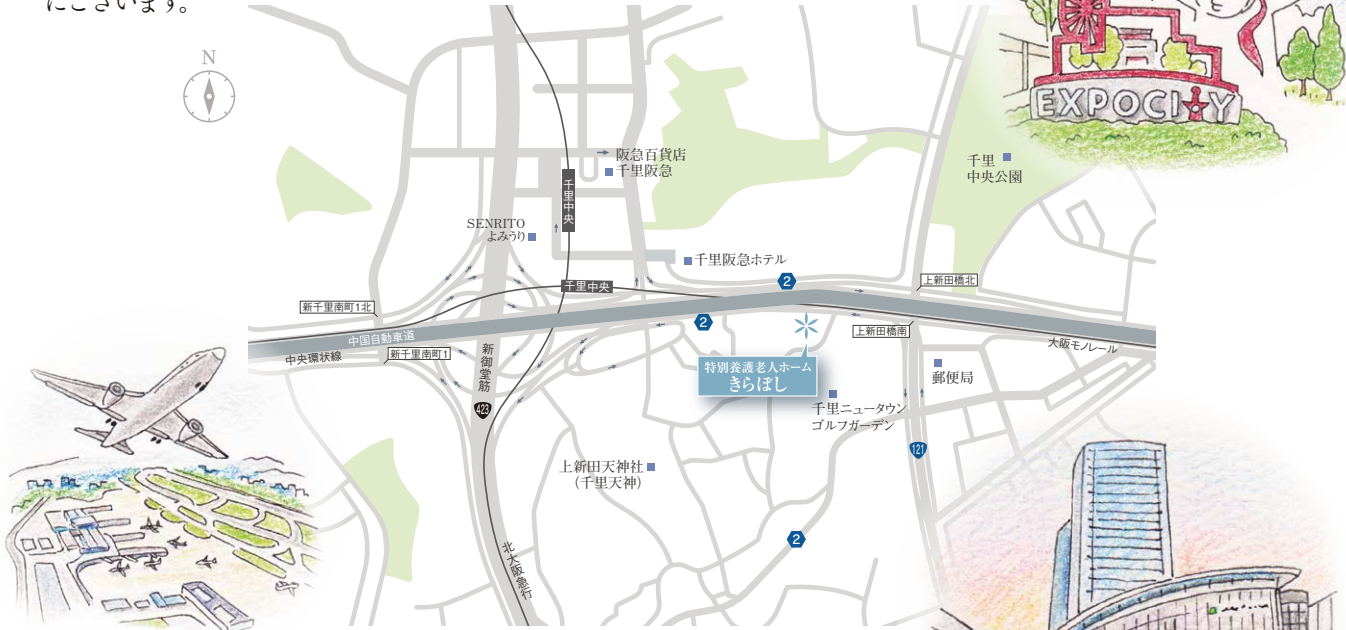 にございます。
N
EXPOCITY
阪急百貨店
千里阪急
千里
中央公園
千里中央
SENRITO
よみうり
千里阪急ホテル
千里中央
2
上新田橋北
新千里南町1北
2
上新田橋南
中国自動車道
中央環状線
新千里南町1
新御堂筋
大阪モノレール
特別養護老人ホーム
きらぼし
郵便局
423
千里ニュータウン
ゴルフガーデン
121
上新田天神社
(千里天神)
2
北大阪急行